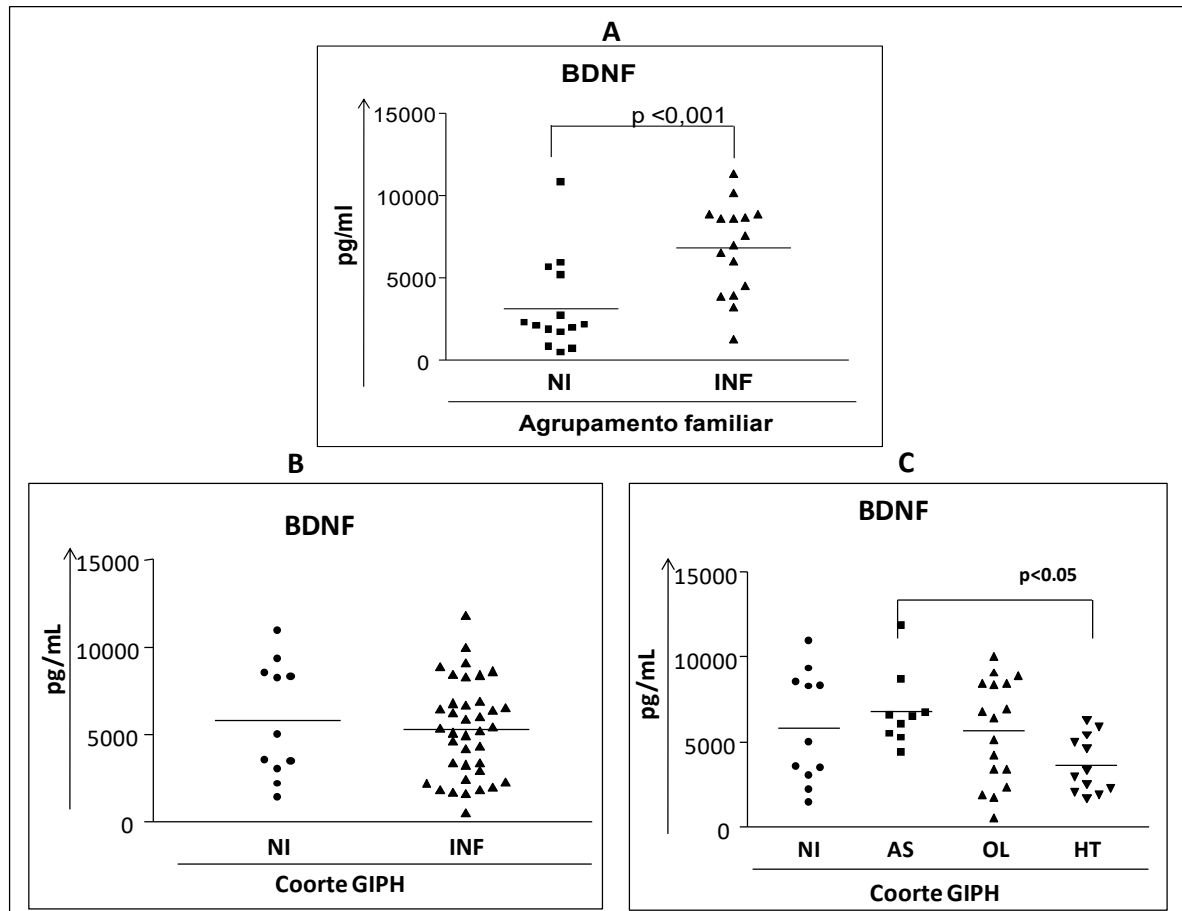 A
BDNF
p <0,001
pg/ml
15000
10000
5000
0
NI INF
Agrupamento familiar
B
BDNF
pg/mL
15000
10000
5000
0
NI INF
Coorte GIPH
C
BDNF
p<0.05
pg/mL
15000
10000
5000
0
NI AS OL HT
Coorte GIPH